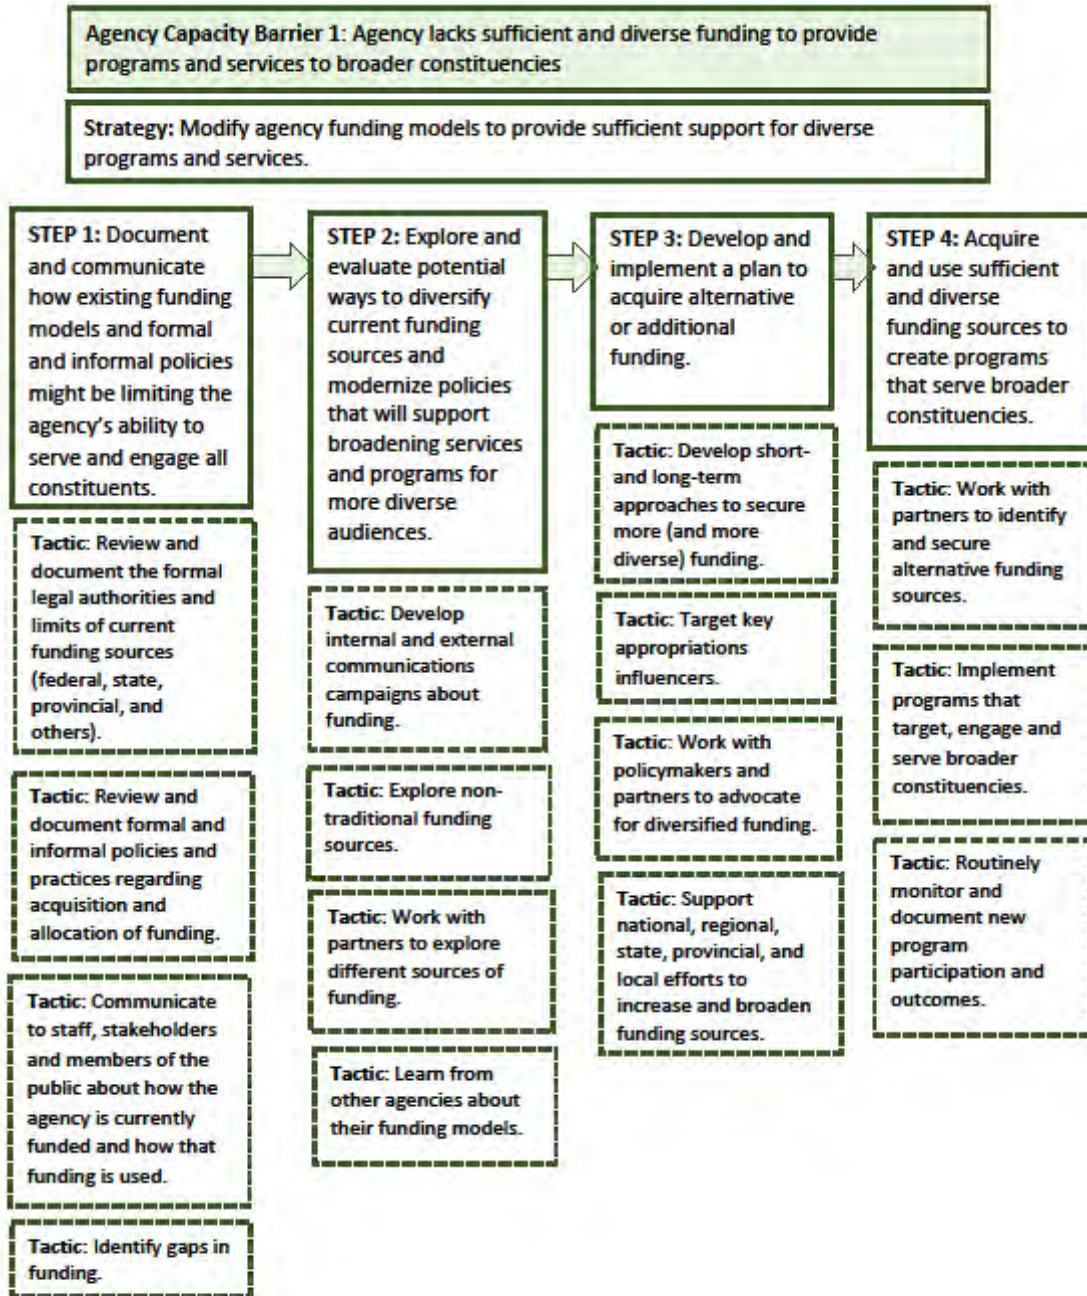 Agency Capacity Barrier 1: Agency lacks sufficient and diverse funding to provide
programs and services to broader constituencies
Strategy: Modify agency funding models to provide sufficient support for diverse
programs and services.
STEP 1: Document
and communicate
how existing funding
models and formal
and informal policies
might be limiting the
agency's ability to
serve and engage all
constituents.
Tactic: Review and
document the formal
legal authorities and
limits of current
funding sources
(federal, state,
provincial, and
others).
Tactic: Review and
document formal and
informal policies and
practices regarding
acquisition and
allocation of funding.
Tactic: Communicate
to staff, stakeholders
and members of the
public about how the
agency is currently
funded and how that
funding is used.
Tactic: Identify gaps in
funding.
STEP 2: Explore and
evaluate potential
ways to diversify
current funding
sources and
modernize policies
that will support
broadening services
and programs for
more diverse
audiences.
Tactic: Develop
internal and external
communications
campaigns about
funding.
Tactic: Explore non-
traditional funding
sources.
Tactic: Work with
partners to explore
different sources of
funding.
Tactic: Learn from
other agencies about
their funding models.
STEP 3: Develop and
implement a plan to
acquire alternative
or additional
funding.
Tactic: Develop short-
and long-term
approaches to secure
more (and more
diverse) funding.
Tactic: Target key
appropriations
influencers.
Tactic: Work with
policymakers and
partners to advocate
for diversified funding.
Tactic: Support
national, regional,
state, provincial, and
local efforts to
increase and broaden
funding sources.
STEP 4: Acquire
and use sufficient
and diverse
funding sources to
create programs
that serve broader
constituencies.
Tactic: Work with
partners to identify
and secure
alternative funding
sources.
Tactic: Implement
programs that
target, engage and
serve broader
constituencies.
Tactic: Routinely
monitor and
document new
program
participation and
outcomes.